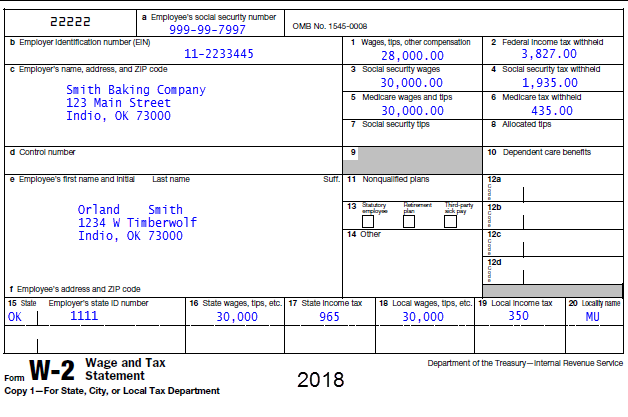 22222
a Employee's social security number
999-99-7997
OMB No. 1545-0008
b Employer identification number (EIN)
11-2233445
1 Wages, tips, other compensation
28,000.00
2 Federal income tax withheld
3,827.00
c Employer's name, address, and ZIP code
Smith Baking Company
123 Main Street
Indio, OK 73000
3 Social security wages
30,000.00
4 Social security tax withheld
1,935.00
5 Medicare wages and tips
30,000.00
6 Medicare tax withheld
435.00
7 Social security tips
8 Allocated tips
d Control number
9
10 Dependent care benefits
e Employee's first name and initial Last name Suff.
Orland Smith
1234 W Timberwolf
Indio, OK 73000
11 Nonqualified plans
12a
Code
13 Statutory employee Retirement plan Third-party sick pay
12b
Code
14 Other
12c
Code
12d
Code
f Employee's address and ZIP code
15 State Employer's state ID number
OK 1111
16 State wages, tips, etc.
30,000
17 State income tax
965
18 Local wages, tips, etc.
30,000
19 Local income tax
350
20 Locality name
MU
Form W-2 Wage and Tax
Statement
2018
Department of the Treasury—Internal Revenue Service
Copy 1—For State, City, or Local Tax Department